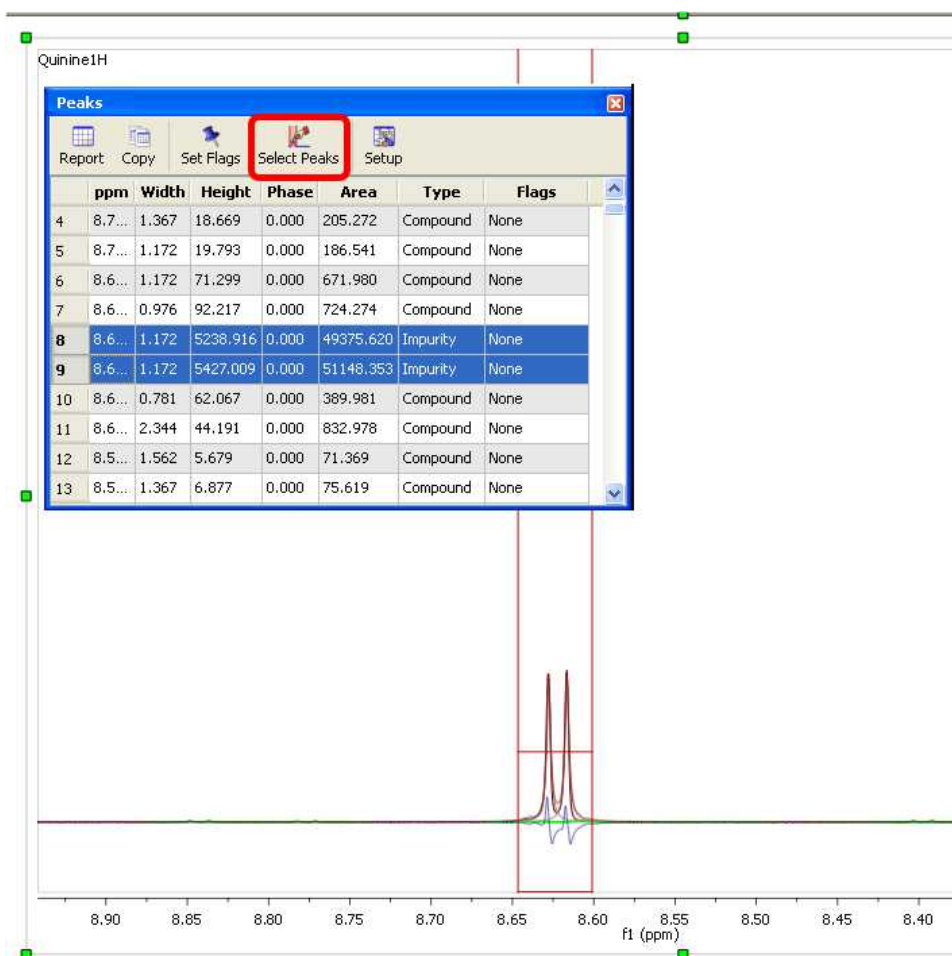 Quinine1H
Peaks
Report Copy Set Flags Select Peaks Setup
ppm Width Height Phase Area Type Flags
4 8.7... 1.367 18.669 0.000 205.272 Compound None
5 8.7... 1.172 19.793 0.000 186.541 Compound None
6 8.6... 1.172 71.299 0.000 671.980 Compound None
7 8.6... 0.976 92.217 0.000 724.274 Compound None
8 8.6... 1.172 5238.916 0.000 49375.620 Impurity None
9 8.6... 1.172 5427.009 0.000 51148.353 Impurity None
10 8.6... 0.781 62.067 0.000 389.981 Compound None
11 8.6... 2.344 44.191 0.000 832.978 Compound None
12 8.5... 1.562 5.679 0.000 71.369 Compound None
13 8.5... 1.367 6.877 0.000 75.619 Compound None
8.90 8.85 8.80 8.75 8.70 8.65 8.60 8.55 8.50 8.45 8.40
f1 (ppm)